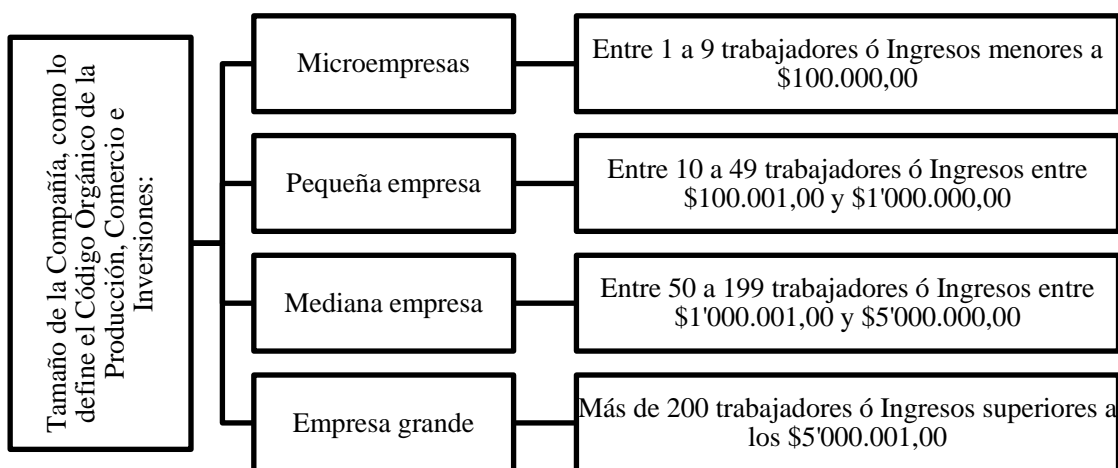 Tamaño de la Compañía, como lo
define el Código Orgánico de la
Producción, Comercio e
Inversiones:
Microempresas
Entre 1 a 9 trabajadores ó Ingresos menores a
$100.000,00
Pequeña empresa
Entre 10 a 49 trabajadores ó Ingresos entre
$100.001,00 y $1'000.000,00
Mediana empresa
Entre 50 a 199 trabajadores ó Ingresos entre
$1'000.001,00 y $5'000.000,00
Empresa grande
Más de 200 trabajadores ó Ingresos superiores a
los $5'000.001,00